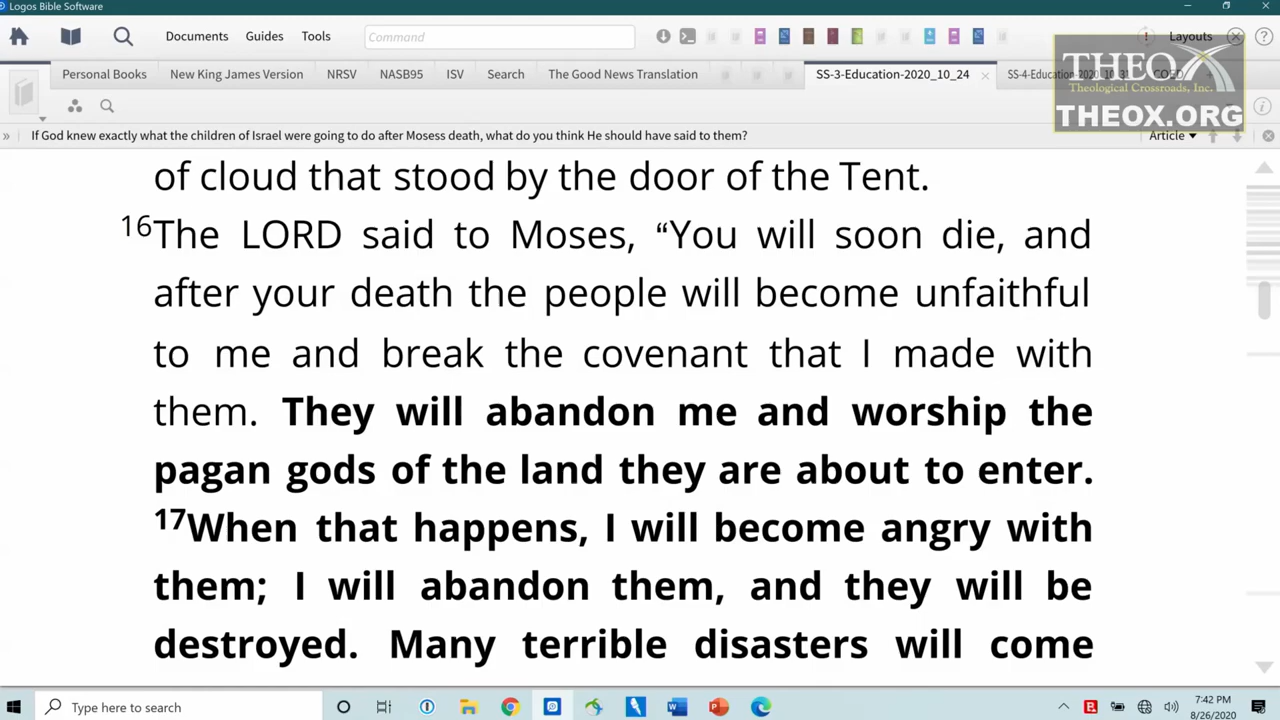 Logos Bible Software
Documents Guides Tools Command Layouts
Personal Books New King James Version NRSV NASB95 ISV Search The Good News Translation SS-3-Education-2020_10_24 SS-4-Education-2020_10_31
THEO
Theological Crossroads, Inc.
THEOX.ORG
» If God knew exactly what the children of Israel were going to do after Mosess death, what do you think He should have said to them? Article
of cloud that stood by the door of the Tent.
16The LORD said to Moses, “You will soon die, and
after your death the people will become unfaithful
to me and break the covenant that I made with
them. They will abandon me and worship the
pagan gods of the land they are about to enter.
17When that happens, I will become angry with
them; I will abandon them, and they will be
destroyed. Many terrible disasters will come
Type here to search
7:42 PM
8/26/2020